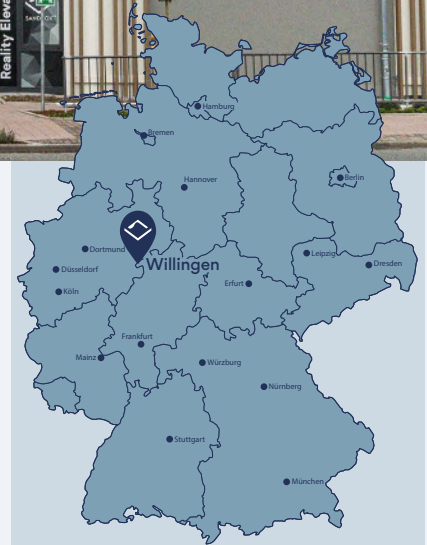 Reality Eleva
SANDBOX
Hamburg
Bremen
Hannover
Berlin
Dortmund
Willingen
Leipzig
Düsseldorf
Dresden
Erfurt
Köln
Frankfurt
Mainz
Würzburg
Nürnberg
Stuttgart
München